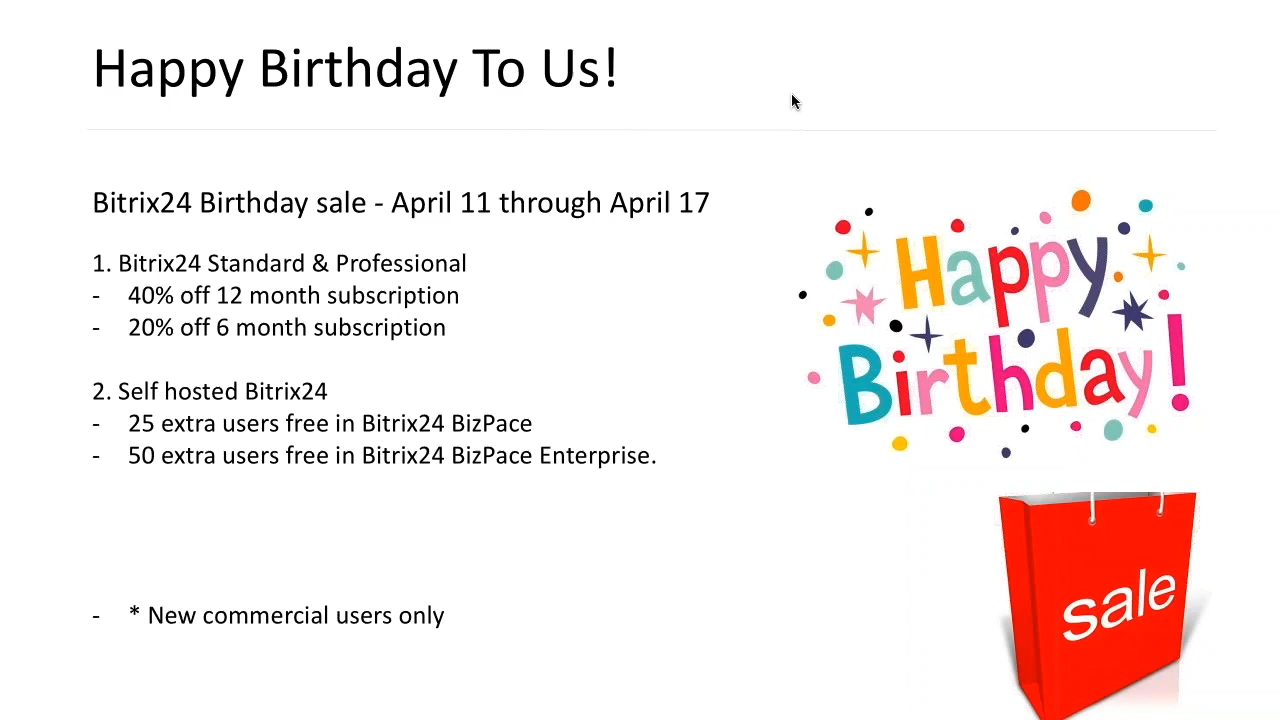 Happy Birthday To Us!
Bitrix24 Birthday sale - April 11 through April 17
1. Bitrix24 Standard & Professional
- 40% off 12 month subscription
- 20% off 6 month subscription
2. Self hosted Bitrix24
- 25 extra users free in Bitrix24 BizPace
- 50 extra users free in Bitrix24 BizPace Enterprise.
- * New commercial users only
Happy
Birthday!
sale